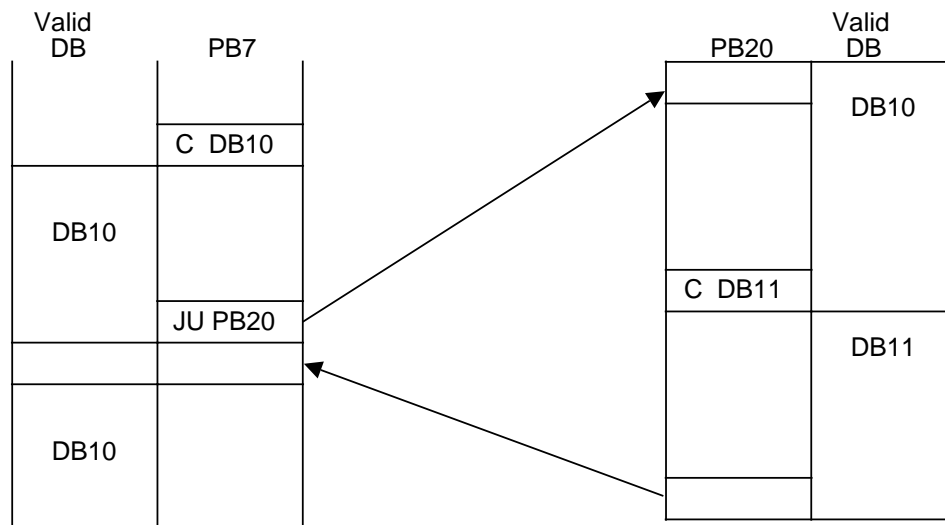 Valid
DB
PB7
C DB10
DB10
JU PB20
DB10
PB20
Valid
DB
DB10
C DB11
DB11